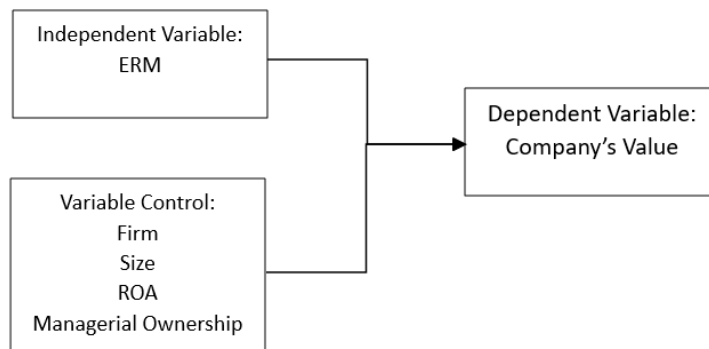 Independent Variable:
ERM
Dependent Variable:
Company's Value
Variable Control:
Firm
Size
ROA
Managerial Ownership